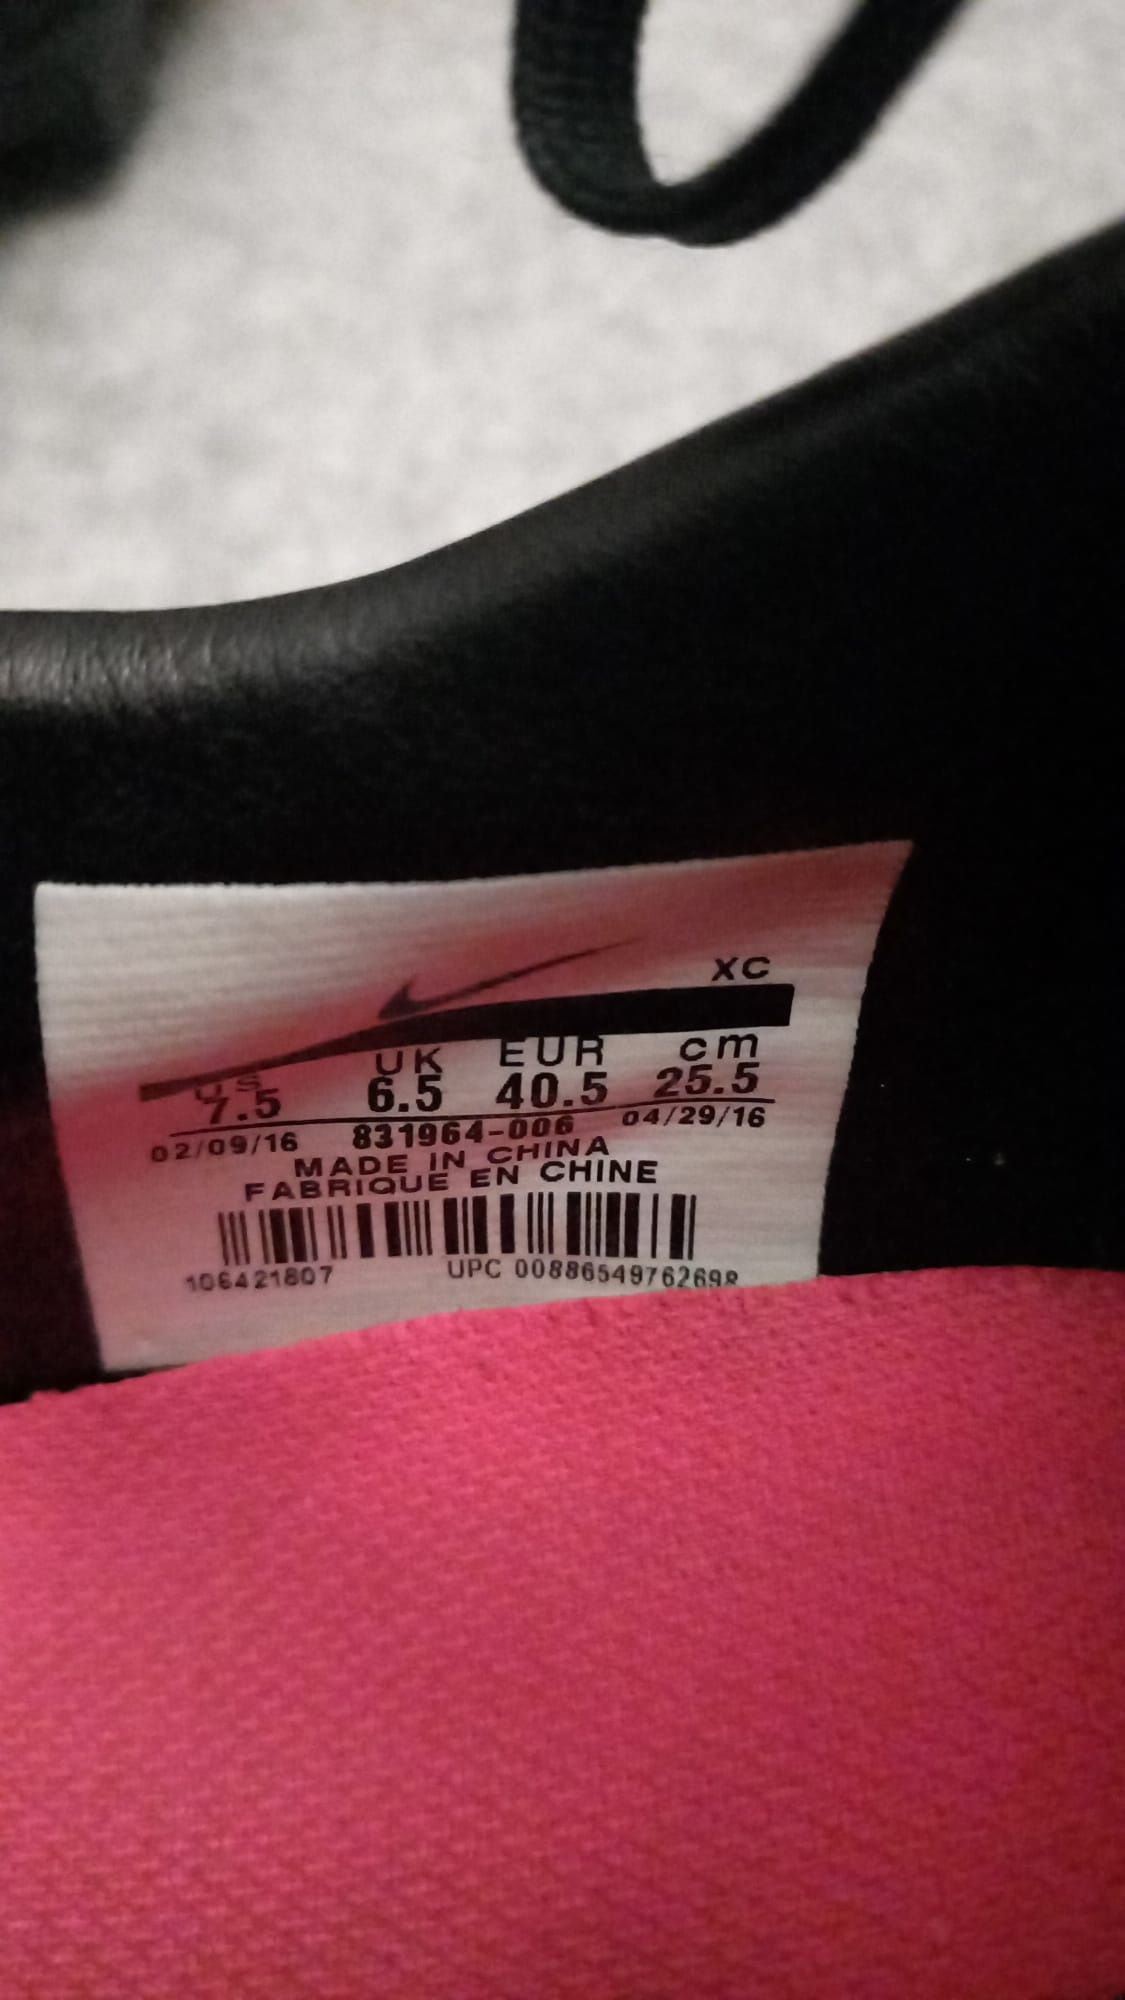 XC
US UK EUR cm
7.5 6.5 40.5 25.5
02/09/16 831964-006 04/29/16
MADE IN CHINA
FABRIQUE EN CHINE
106421807 UPC 00886549762698